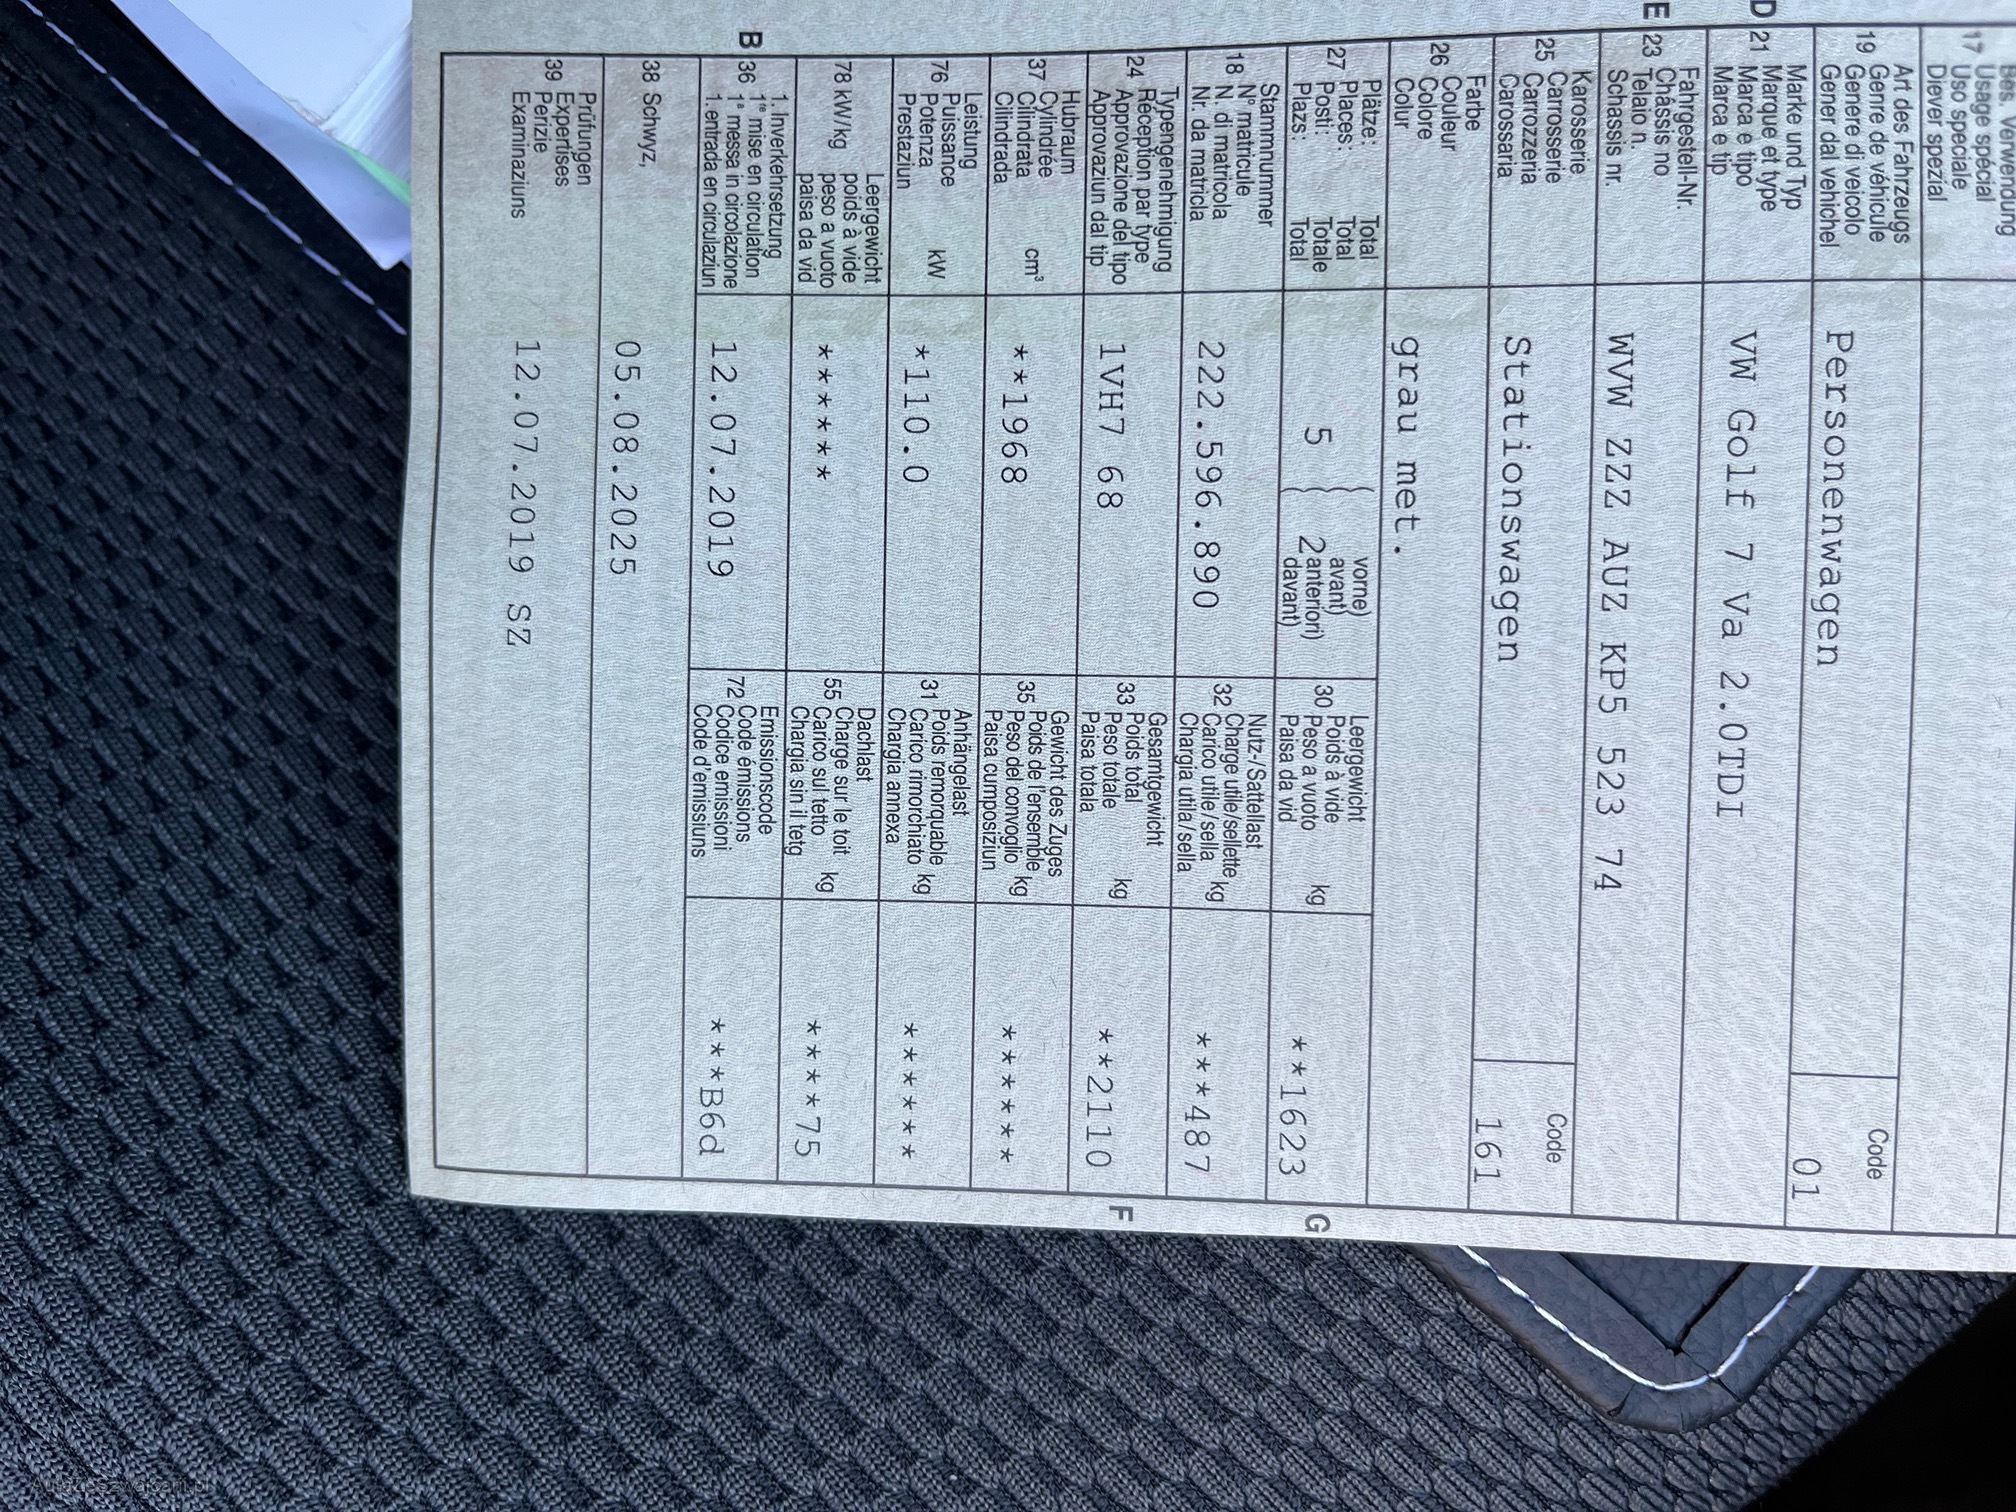 Bes. Verwendung
17 Usage spécial
Uso speciale
Diever spezial
Art des Fahrzeugs
19 Genre de véhicule
Genere di veicolo
Gener dal vehichel
Personenwagen
Code
01
Marke und Typ
D 21 Marque et type
Marca e tipo
Marca e tip
VW Golf 7 Va 2.0TDI
Fahrgestell-Nr.
E 23 Châssis no
Telaio n.
Schassis nr.
WVW ZZZ AUZ KP5 523 74
Karosserie
25 Carrosserie
Carrozzeria
Carossaria
Stationswagen
Code
161
Farbe
26 Couleur
Colore
Colur
grau met.
Plätze: Total
27 Places: Total
Posti: Totale
Plazs: Total
5
vorne)
avant)
2 anteriori)
davant)
Leergewicht
30 Poids à vide
Peso a vuoto kg
Paisa da vid
**1623
G
Stammnummer
18 N° matricule
N. di matricola
Nr. da matricla
222.596.890
Nutz-/Sattellast
32 Charge utile/sellette
Carico utile/sella kg
Chargia utila/sella
***487
Typengenehmigung
24 Réception par type
Approvazione del tipo
Approvaziun dal tip
1VH7 68
Gesamtgewicht
33 Poids total
Peso totale kg
Paisa totala
**2110
F
Hubraum
37 Cylindrée
Cilindrata cm³
Cilindrada
**1968
Gewicht des Zuges
35 Poids de l'ensemble
Peso del convoglio kg
Paisa cumposiziun
*******
Leistung
76 Puissance
Potenza kW
Prestaziun
*110.0
Anhängelast
31 Poids remorquable
Carico rimorchiato kg
Chargia annexa
*******
Leergewicht
78 kW/kg poids à vide
peso a vuoto
paisa da vid
******
Dachlast
55 Charge sur le toit
Carico sul tetto kg
Chargia sin il tetg
*****75
1. Inverkehrsetzung
B 36 1re mise en circulation
1a messa in circolazione
1. entrada en circulaziun
12.07.2019
Emissionscode
72 Code émissions
Codice emissioni
Code d'emissiuns
***B6d
38 Schwyz,
05.08.2025
Prüfungen
39 Expertises
Perizie
Examinaziuns
12.07.2019 SZ